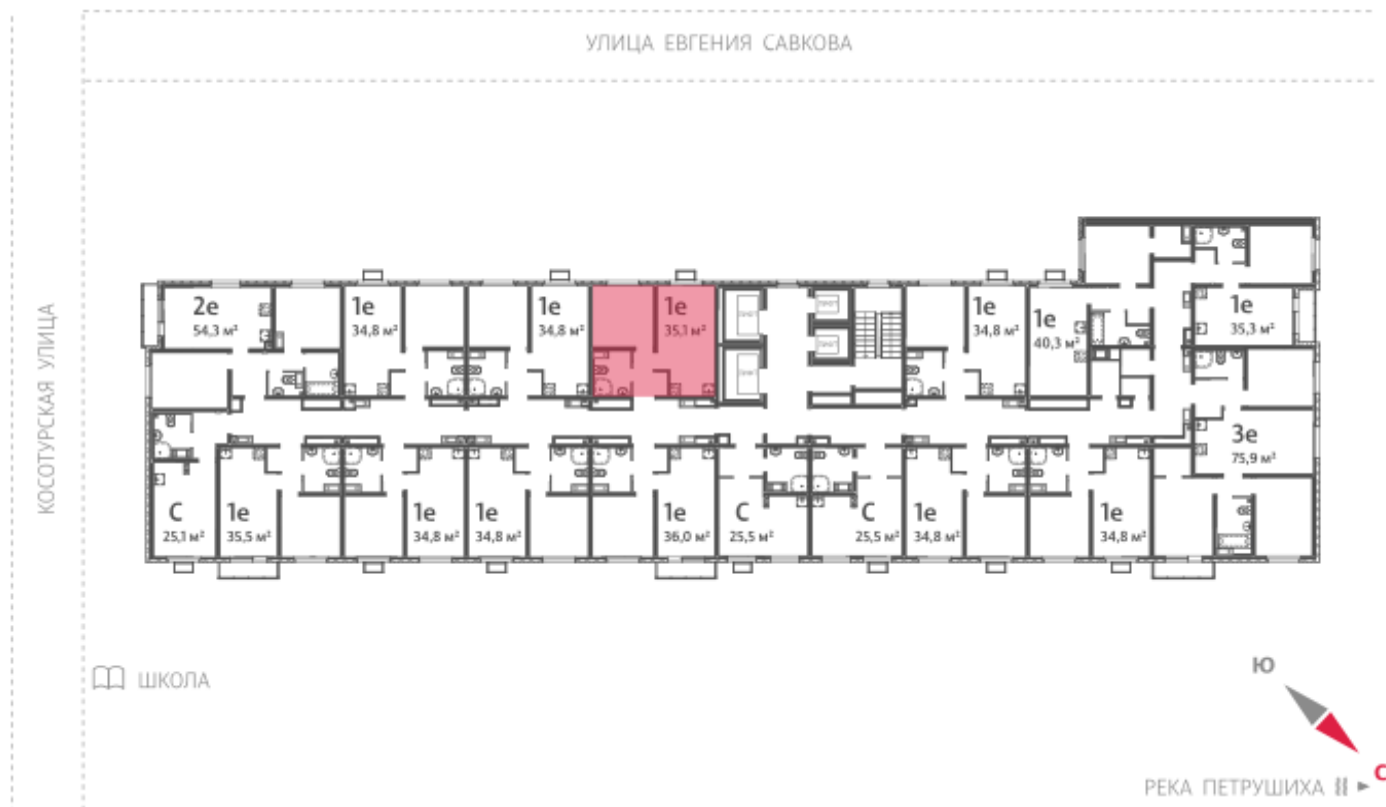 УЛИЦА ЕВГЕНИЯ САВКОВА
КОСОТУРСКАЯ УЛИЦА
2е
54,3 м²
1е
34,8 м²
1е
34,8 м²
1е
35,1 м²
1е
34,8 м²
1е
40,3 м²
1е
35,3 м²
3е
75,9 м²
С
25,1 м²
1е
35,5 м²
1е
34,8 м²
1е
34,8 м²
1е
36,0 м²
С
25,5 м²
С
25,5 м²
1е
34,8 м²
1е
34,8 м²
ШКОЛА
Ю
С
РЕКА ПЕТРУШИХА